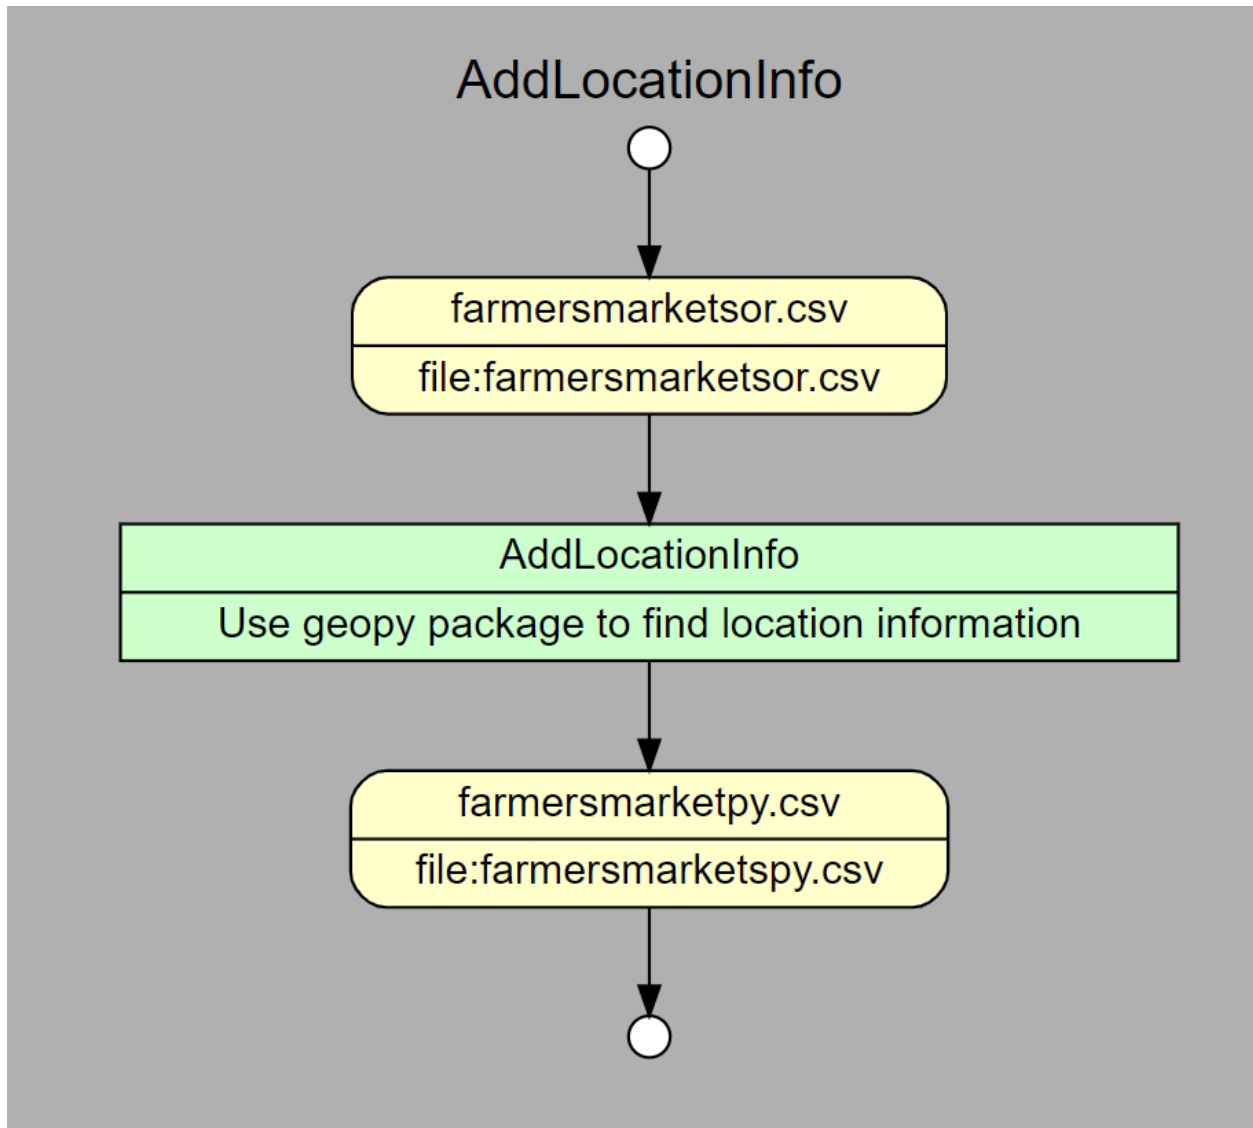 AddLocationInfo
farmersmarketsor.csv
file:farmersmarketsor.csv
AddLocationInfo
Use geopy package to find location information
farmersmarketpy.csv
file:farmersmarketspy.csv